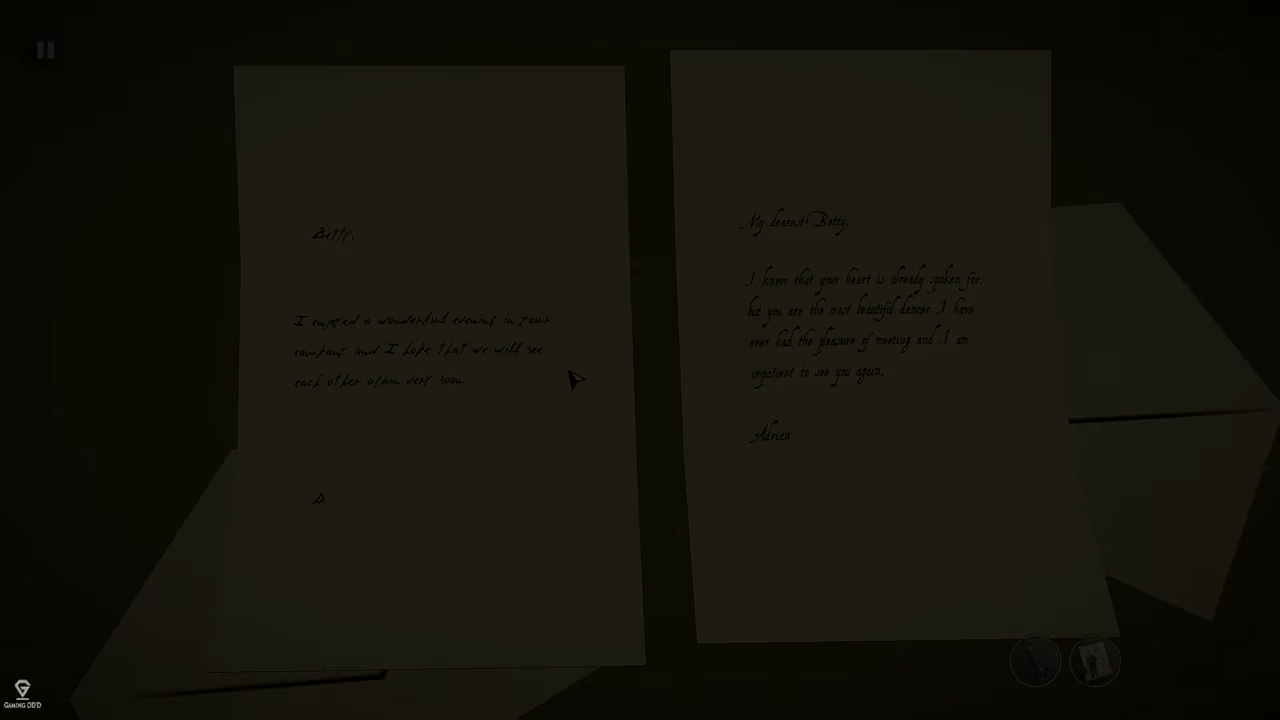 Betty,
I enjoyed a wonderful evening in your
company and I hope that we will see
each other again very soon.
D.
My dearest Betty,
I know that your heart is already spoken for,
but you are the most beautiful dancer I have
ever had the pleasure of meeting and I am
impatient to see you again.
Adrian
GAMING OD'D